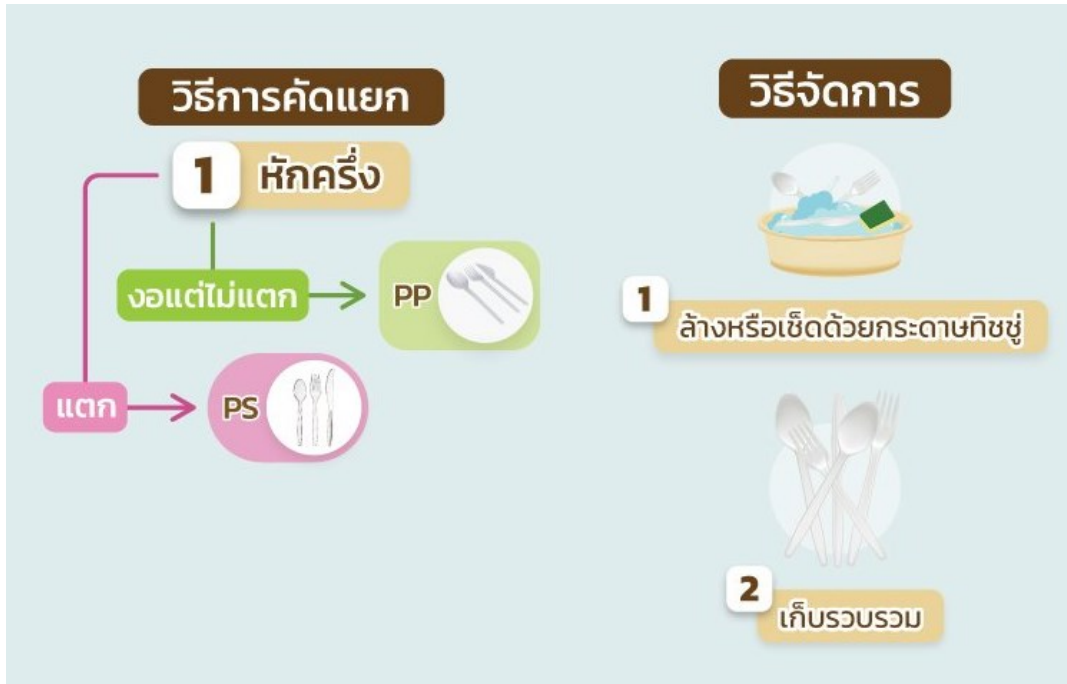 วิธีการคัดแยก
1 หักครึ่ง
งอแต่ไม่แตก
PP
แตก
PS
วิธีจัดการ
1
ล้างหรือเช็ดด้วยกระดาษทิชชู่
2
เก็บรวบรวม